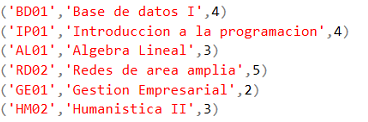 ('BD01','Base de datos I',4)
('IP01','Introduccion a la programacion',4)
('AL01','Algebra Lineal',3)
('RD02','Redes de area amplia',5)
('GE01','Gestion Empresarial',2)
('HM02','Humanistica II',3)